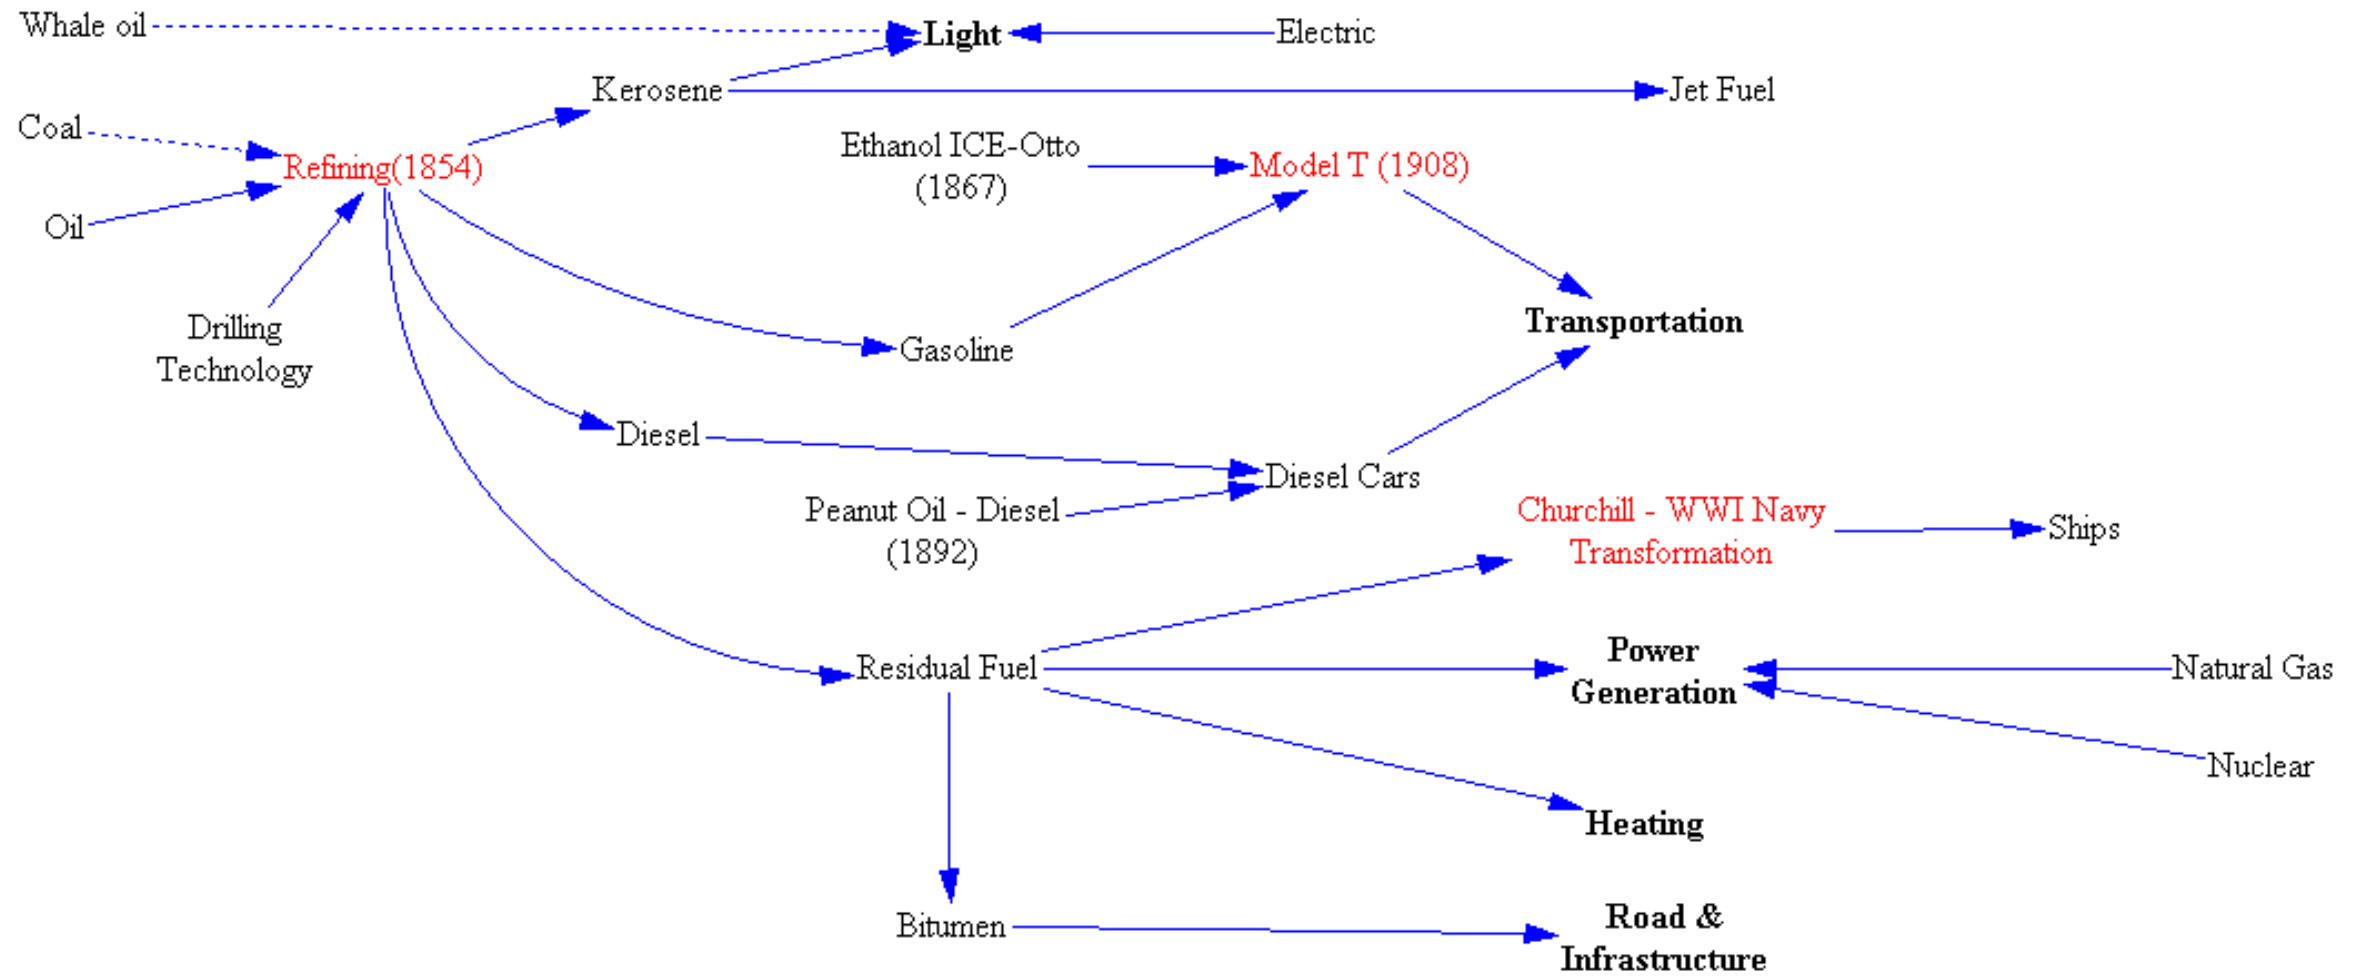 Whale oil
Light
Electric
Kerosene
Jet Fuel
Coal
Refining(1854)
Ethanol ICE-Otto
(1867)
Model T (1908)
Oil
Drilling
Technology
Gasoline
Transportation
Diesel
Diesel Cars
Peanut Oil - Diesel
(1892)
Churchill - WWI Navy
Transformation
Ships
Residual Fuel
Power
Generation
Natural Gas
Nuclear
Heating
Bitumen
Road &
Infrastructure